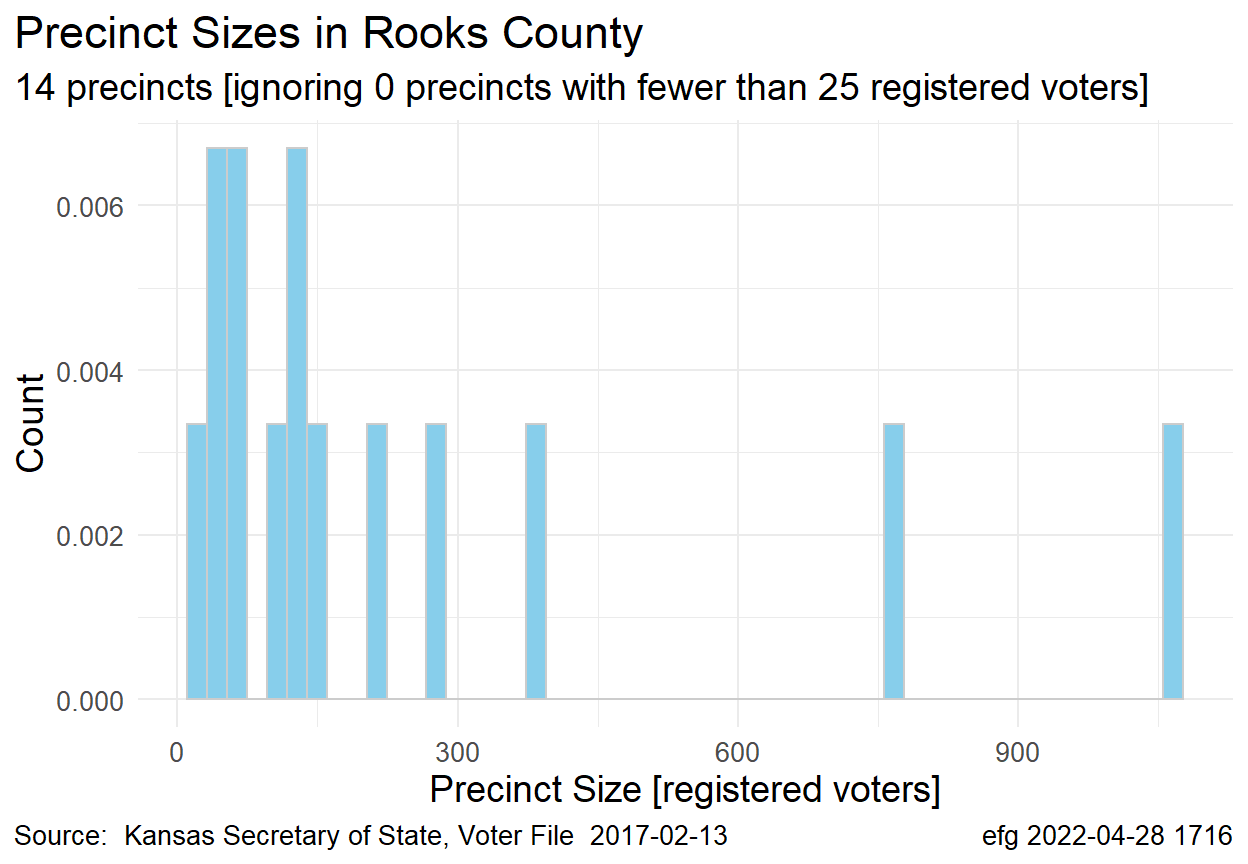 Precinct Sizes in Rooks County
14 precincts [ignoring 0 precincts with fewer than 25 registered voters]
Count
0.006
0.004
0.002
0.000
0 300 600 900
Precinct Size [registered voters]
Source:  Kansas Secretary of State, Voter File  2017-02-13
efg 2022-04-28 1716